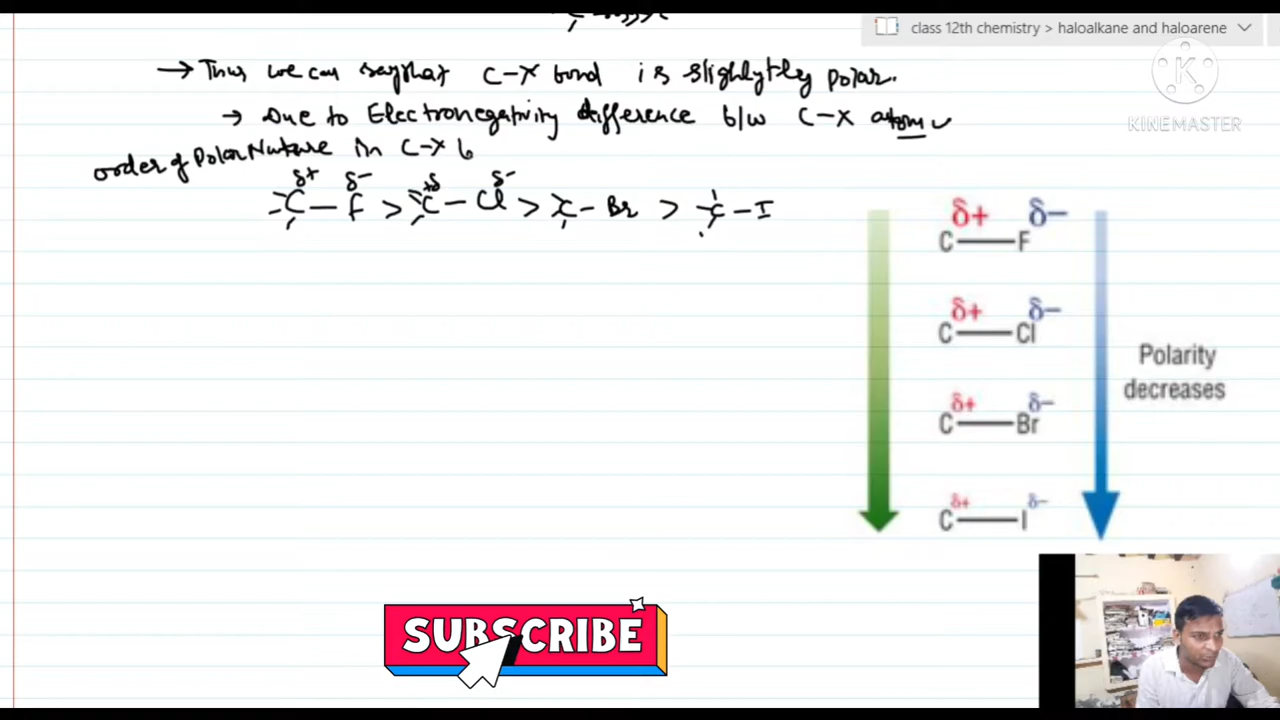 class 12th chemistry > haloalkane and haloarene
K
KINEMASTER
→ Thus we can say that C-X bond is slightytly polar.
→ Due to Electronegativity difference b/w C-X atom
order of Polar Nature in C-X b
δ+ δ- +δ δ-
C-F > C-Cl > C-Br > C-I
δ+ δ-
C-F
δ+ δ-
C-Cl
Polarity
decreases
δ+ δ-
C-Br
δ+ δ-
C-I
SUBSCRIBE